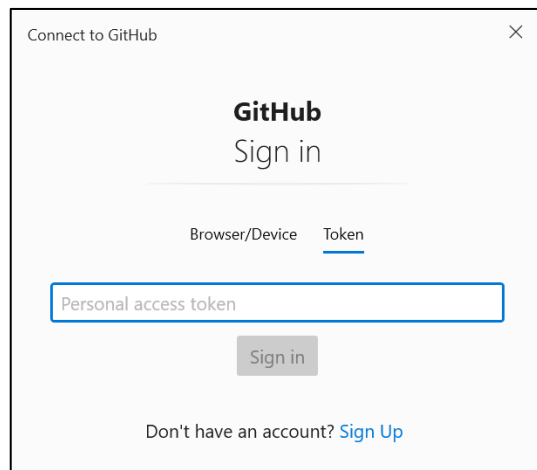 Connect to GitHub
GitHub
Sign in
Browser/Device Token
Personal access token
Sign in
Don't have an account? Sign Up